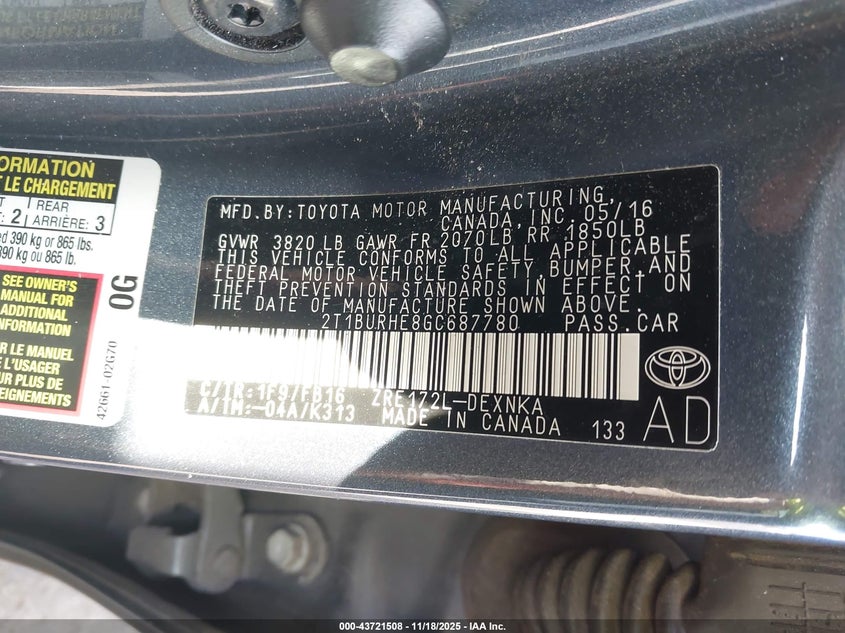 ORMATION
T LE CHARGEMENT
REAR
2 ARRIÈRE: 3
ed 390 kg or 865 lbs.
390 kg ou 865 lb.
SEE OWNER'S
MANUAL FOR
ADDITIONAL
INFORMATION
LE MANUEL
L'USAGER
UR PLUS DE
SEIGNEMENTS
0G
42661-02G70
MFD.BY:TOYOTA MOTOR MANUFACTURING,
CANADA, INC. 05/16
GVWR 3820 LB GAWR FR 2070LB RR 1850LB
THIS VEHICLE CONFORMS TO ALL APPLICABLE
FEDERAL MOTOR VEHICLE SAFETY, BUMPER, AND
THEFT PREVENTION STANDARDS IN EFFECT ON
THE DATE OF MANUFACTURE SHOWN ABOVE.
2T1BURHE8GC687780 PASS.CAR
C/TR:1F9/FB16 ZRE172L-DEXNKA
A/TM:-04A/K313 MADE IN CANADA 133
AD
000-43721508 - 11/18/2025 - IAA Inc.